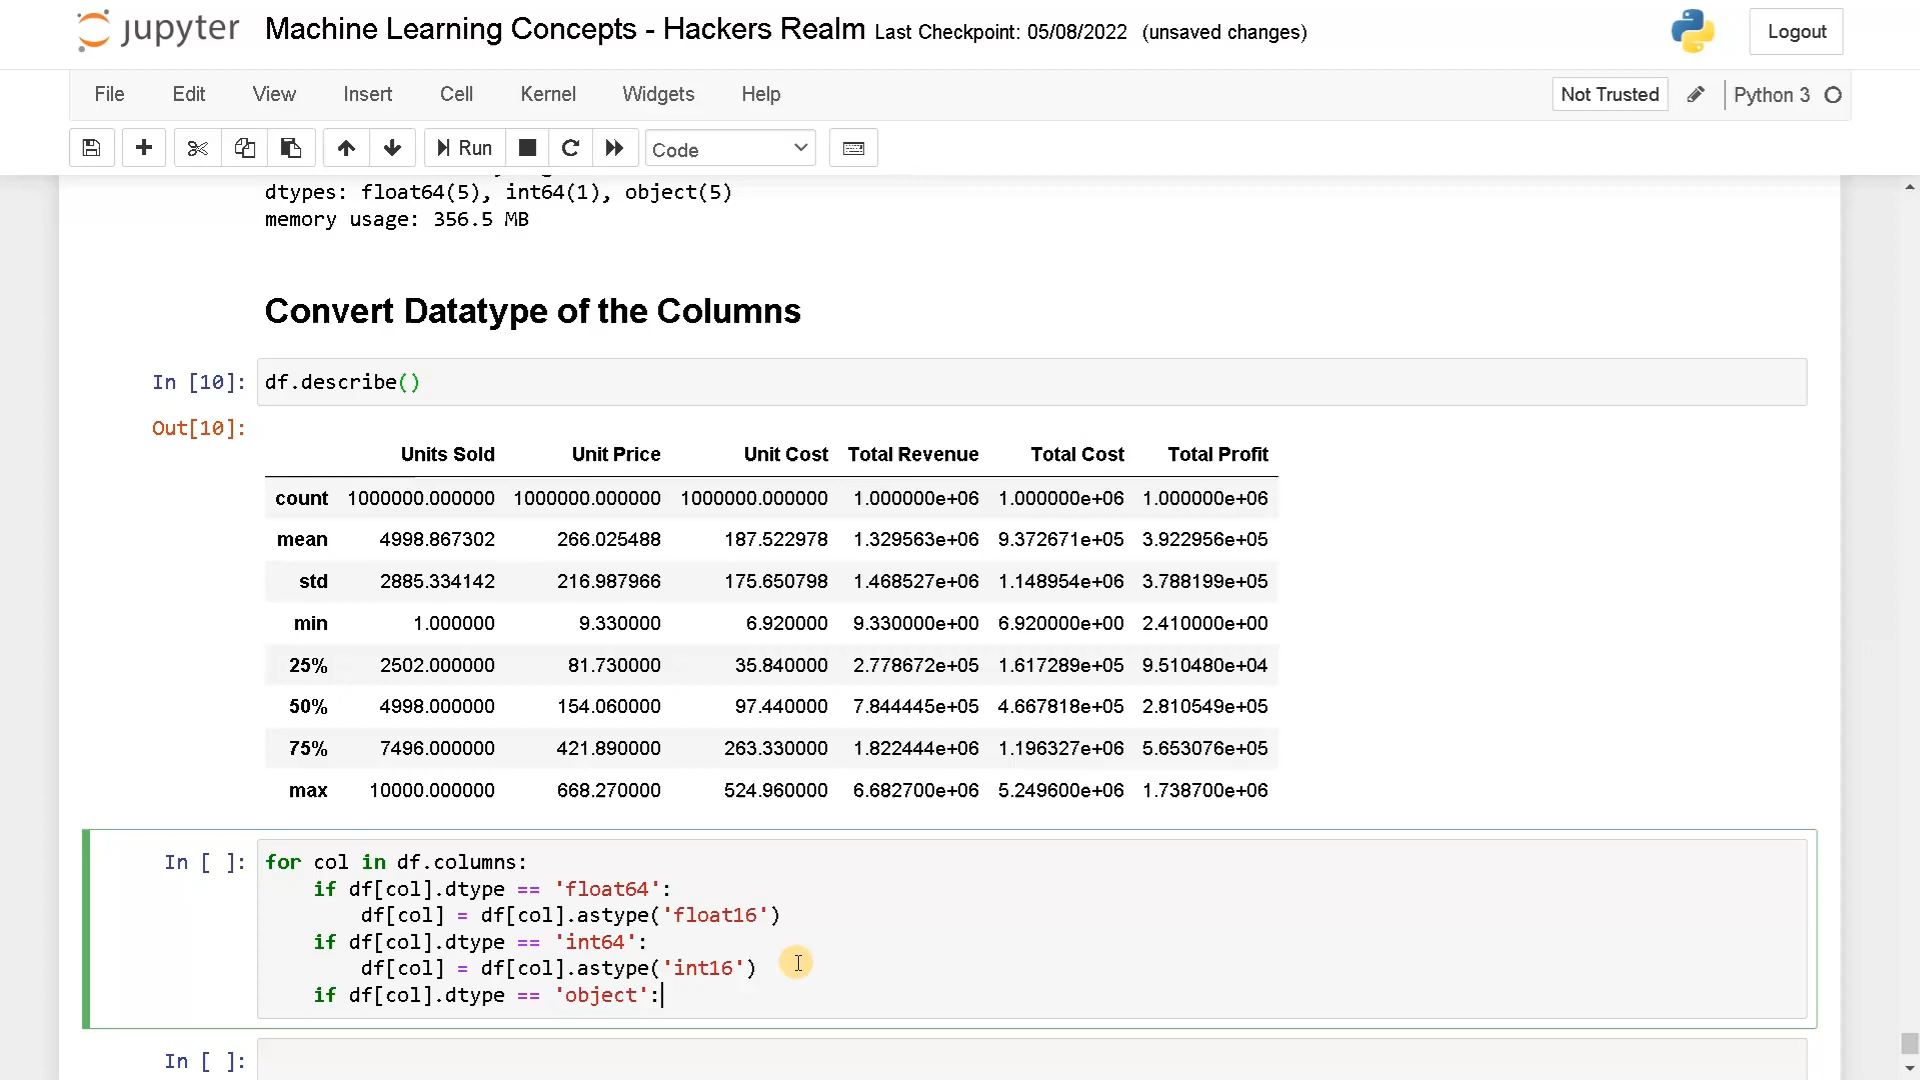 jupyter Machine Learning Concepts - Hackers Realm Last Checkpoint: 05/08/2022 (unsaved changes) Logout
File Edit View Insert Cell Kernel Widgets Help Not Trusted Python 3
Run Code
dtypes: float64(5), int64(1), object(5)
memory usage: 356.5 MB
Convert Datatype of the Columns
In [10]: df.describe()
Out[10]:
Units Sold Unit Price Unit Cost Total Revenue Total Cost Total Profit
count 1000000.000000 1000000.000000 1000000.000000 1.000000e+06 1.000000e+06 1.000000e+06
mean 4998.867302 266.025488 187.522978 1.329563e+06 9.372671e+05 3.922956e+05
std 2885.334142 216.987966 175.650798 1.468527e+06 1.148954e+06 3.788199e+05
min 1.000000 9.330000 6.920000 9.330000e+00 6.920000e+00 2.410000e+00
25% 2502.000000 81.730000 35.840000 2.778672e+05 1.617289e+05 9.510480e+04
50% 4998.000000 154.060000 97.440000 7.844445e+05 4.667818e+05 2.810549e+05
75% 7496.000000 421.890000 263.330000 1.822444e+06 1.196327e+06 5.653076e+05
max 10000.000000 668.270000 524.960000 6.682700e+06 5.249600e+06 1.738700e+06
In [ ]: for col in df.columns:
if df[col].dtype == 'float64':
df[col] = df[col].astype('float16')
if df[col].dtype == 'int64':
df[col] = df[col].astype('int16')
if df[col].dtype == 'object':
In [ ]: